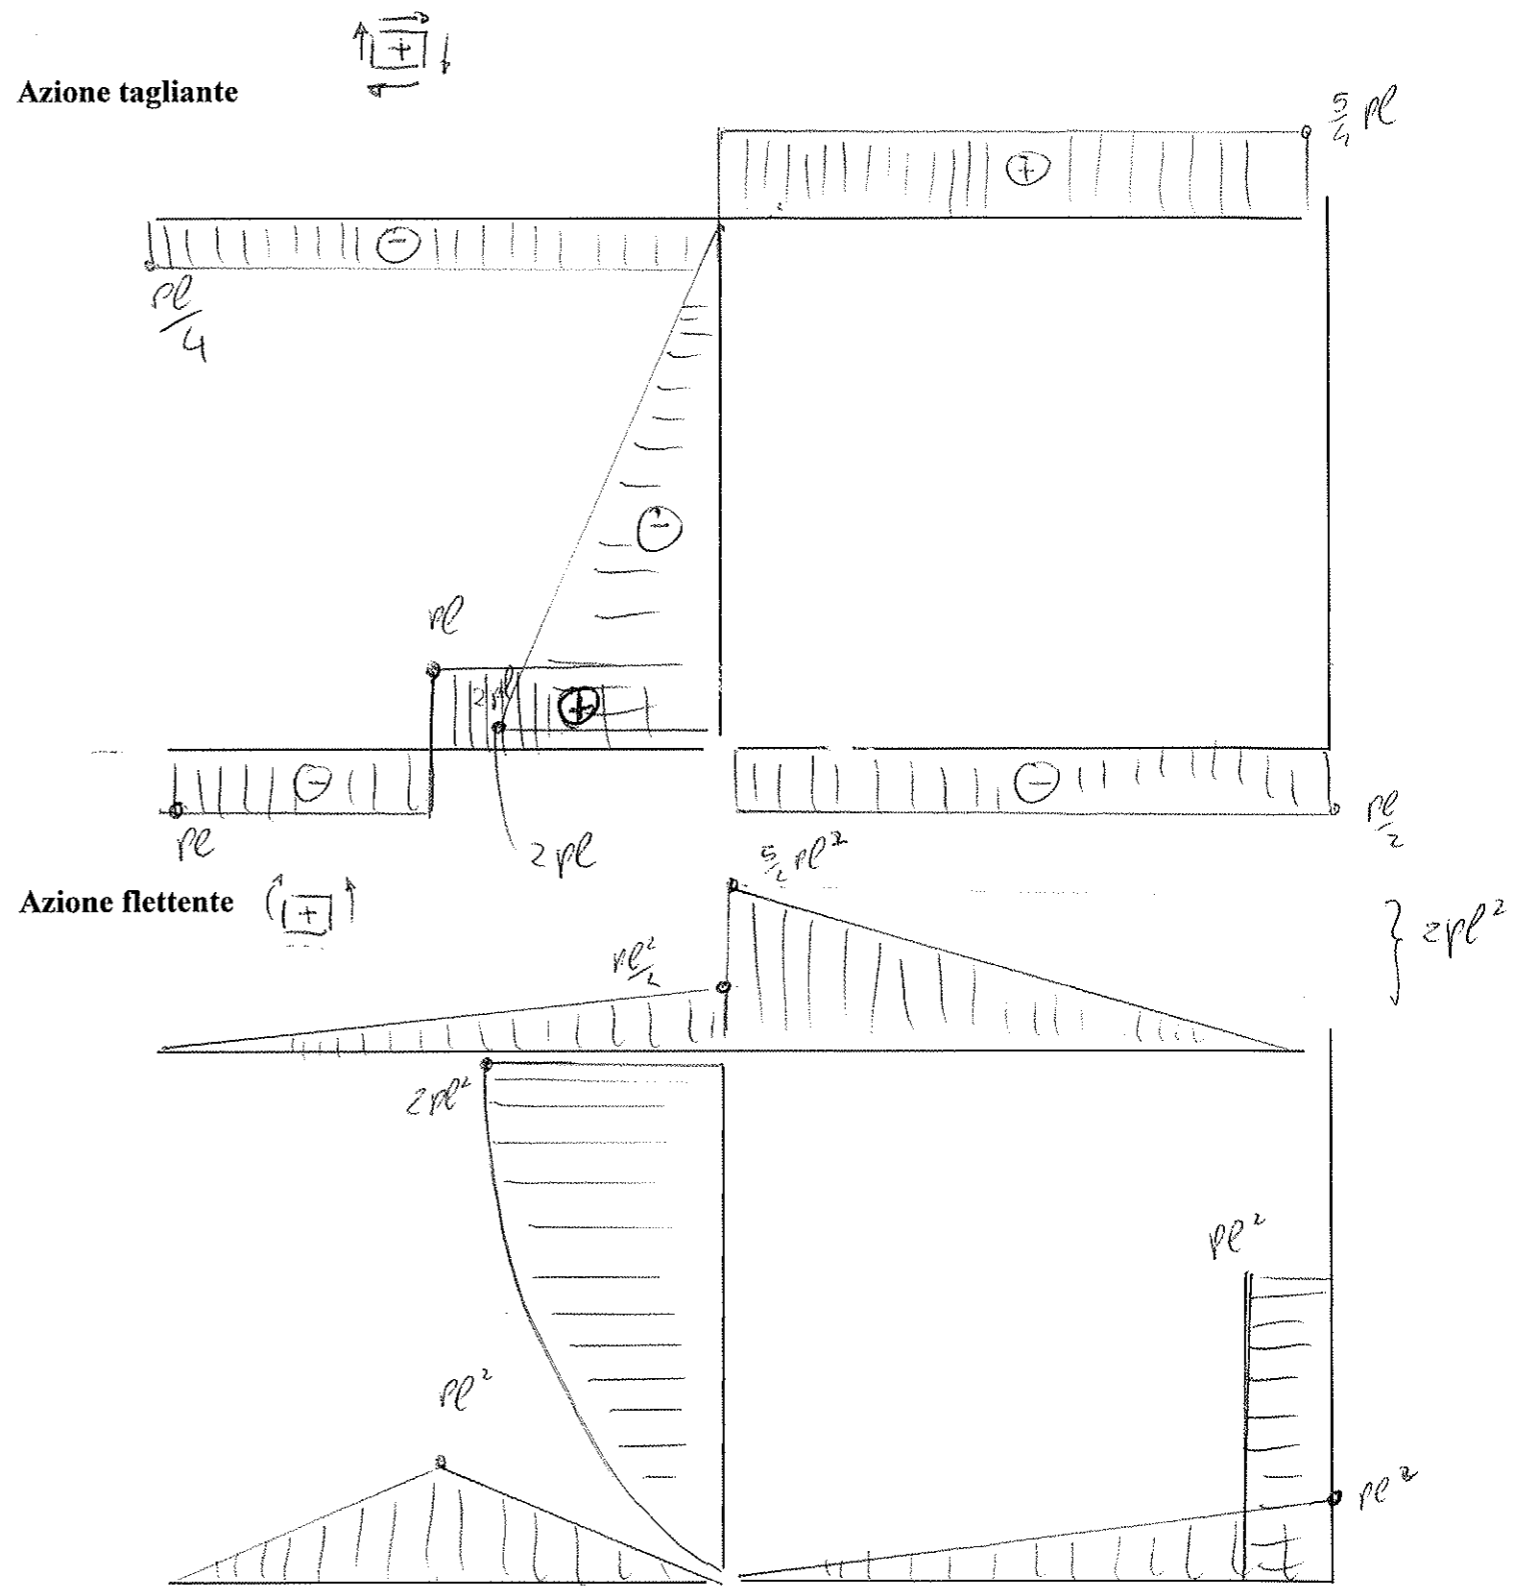 +
Azione tagliante
5/4 pl
+
-
pl/4
-
pl
2pl
+
-
-
pl
pl/2
2pl
5/2 pl²
Azione flettente
+
2pl²
pl²/2
2pl²
pl²
pl²
pl²